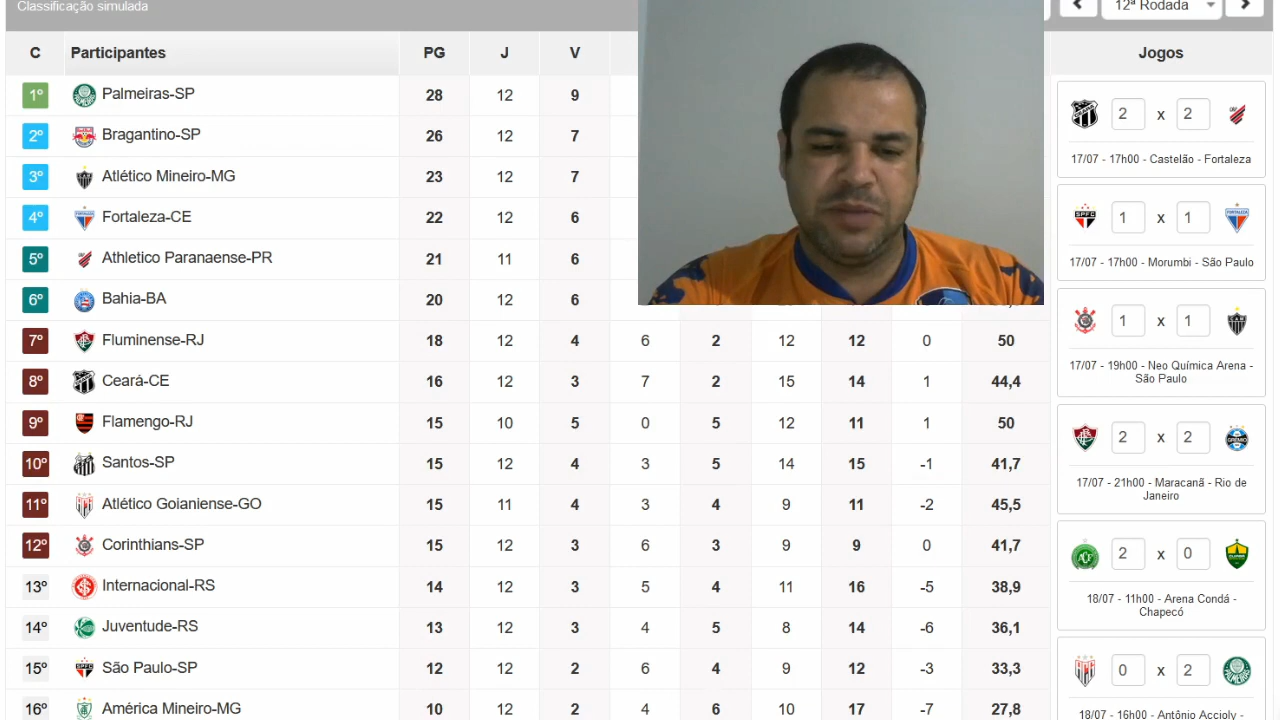 Classificação simulada
12ª Rodada
C Participantes PG J V
Jogos
1º Palmeiras-SP 28 12 9
2º Bragantino-SP 26 12 7
3º Atlético Mineiro-MG 23 12 7
4º Fortaleza-CE 22 12 6
5º Athletico Paranaense-PR 21 11 6
6º Bahia-BA 20 12 6
7º Fluminense-RJ 18 12 4 6 2 12 12 0 50
8º Ceará-CE 16 12 3 7 2 15 14 1 44,4
9º Flamengo-RJ 15 10 5 0 5 12 11 1 50
10º Santos-SP 15 12 4 3 5 14 15 -1 41,7
11º Atlético Goianiense-GO 15 11 4 3 4 9 11 -2 45,5
12º Corinthians-SP 15 12 3 6 3 9 9 0 41,7
13º Internacional-RS 14 12 3 5 4 11 16 -5 38,9
14º Juventude-RS 13 12 3 4 5 8 14 -6 36,1
15º São Paulo-SP 12 12 2 6 4 9 12 -3 33,3
16º América Mineiro-MG 10 12 2 4 6 10 17 -7 27,8
2 x 2
17/07 - 17h00 - Castelão - Fortaleza
1 x 1
17/07 - 17h00 - Morumbi - São Paulo
1 x 1
17/07 - 19h00 - Neo Química Arena -
São Paulo
2 x 2
17/07 - 21h00 - Maracanã - Rio de
Janeiro
2 x 0
18/07 - 11h00 - Arena Condá -
Chapecó
0 x 2
18/07 - 16h00 - Antônio Accioly -